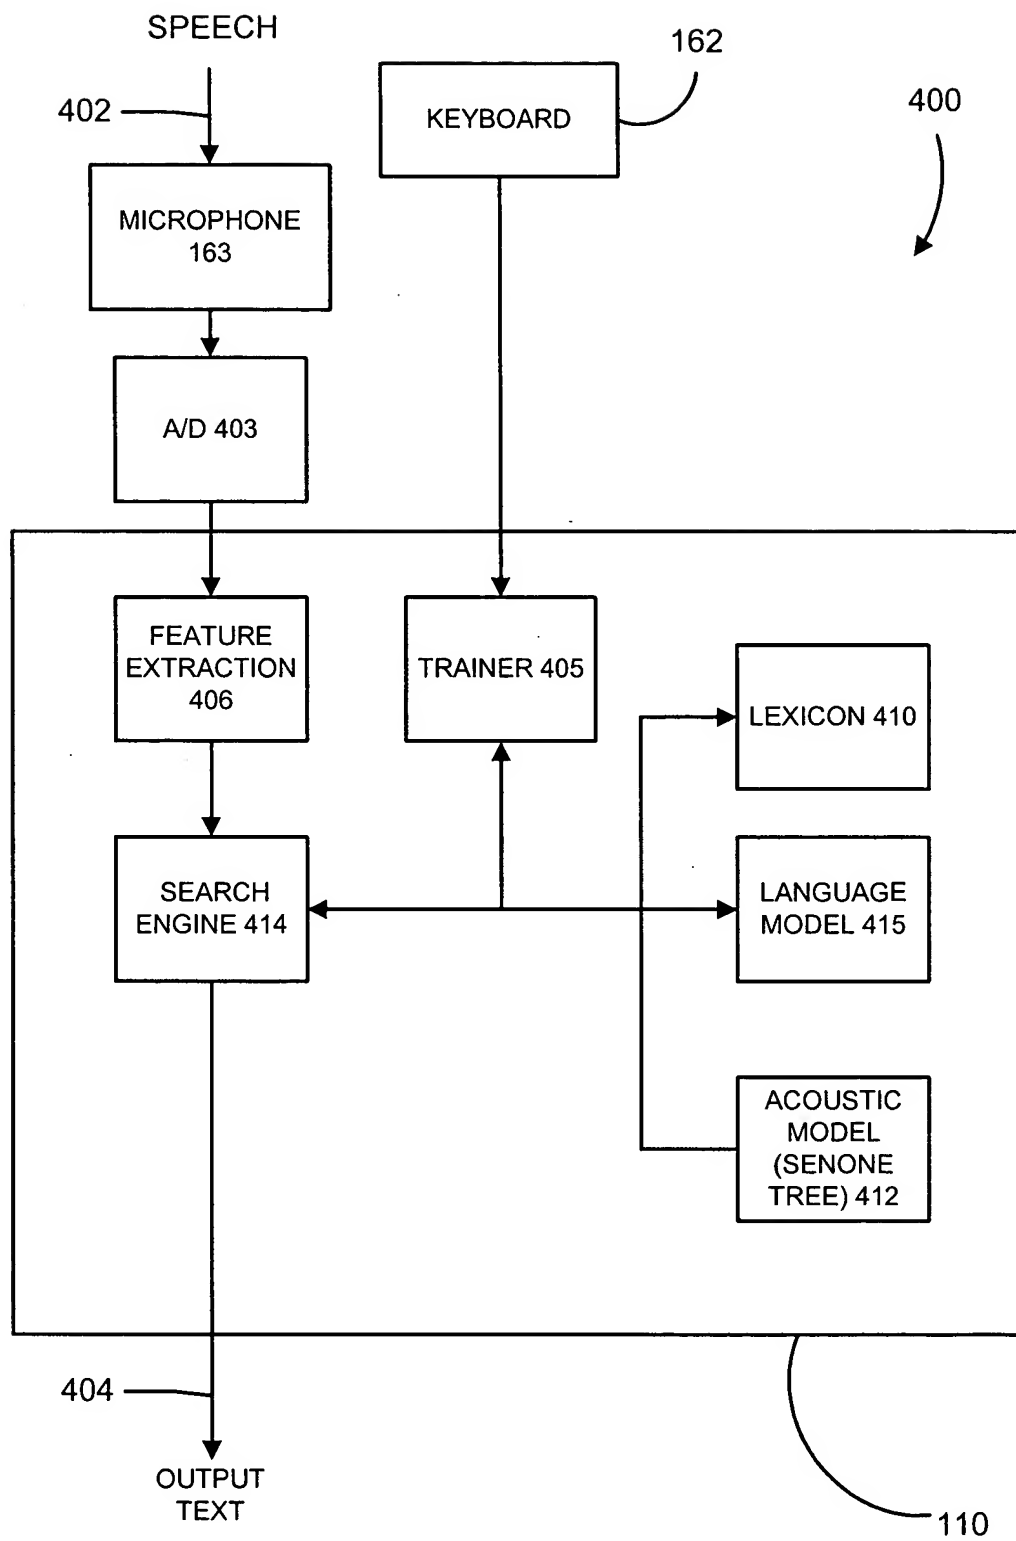 SPEECH
162
400
402
KEYBOARD
MICROPHONE
163
A/D 403
FEATURE
EXTRACTION
406
TRAINER 405
LEXICON 410
SEARCH
ENGINE 414
LANGUAGE
MODEL 415
ACOUSTIC
MODEL
(SENONE
TREE) 412
404
OUTPUT
TEXT
110